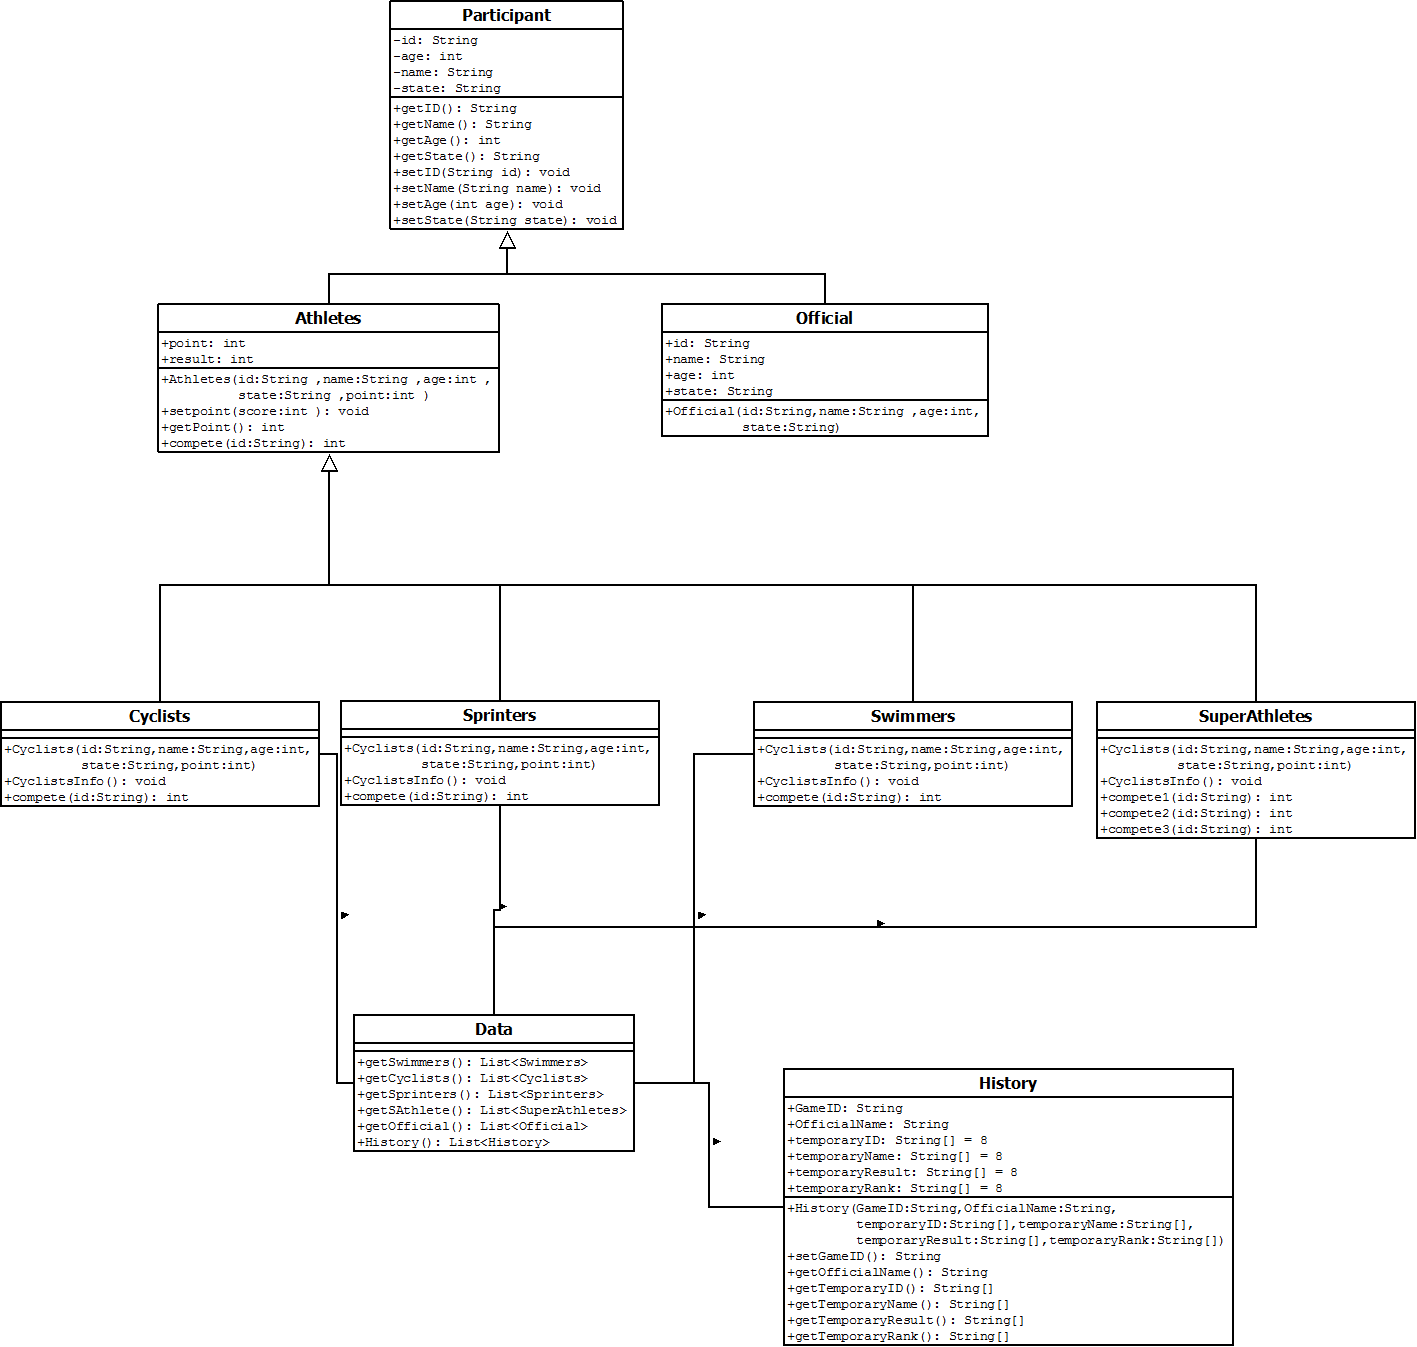 Participant
-id: String
-age: int
-name: String
-state: String
+getID(): String
+getName(): String
+getAge(): int
+getState(): String
+setID(String id): void
+setName(String name): void
+setAge(int age): void
+setState(String state): void
Athletes
+point: int
+result: int
+Athletes(id:String ,name:String ,age:int ,
state:String ,point:int )
+setpoint(score:int ): void
+getPoint(): int
+compete(id:String): int
Official
+id: String
+name: String
+age: int
+state: String
+Official(id:String,name:String ,age:int,
state:String)
Cyclists
+Cyclists(id:String,name:String,age:int,
state:String,point:int)
+CyclistsInfo(): void
+compete(id:String): int
Sprinters
+Cyclists(id:String,name:String,age:int,
state:String,point:int)
+CyclistsInfo(): void
+compete(id:String): int
Swimmers
+Cyclists(id:String,name:String,age:int,
state:String,point:int)
+CyclistsInfo(): void
+compete(id:String): int
SuperAthletes
+Cyclists(id:String,name:String,age:int,
state:String,point:int)
+CyclistsInfo(): void
+compete1(id:String): int
+compete2(id:String): int
+compete3(id:String): int
Data
+getSwimmers(): List<Swimmers>
+getCyclists(): List<Cyclists>
+getSprinters(): List<Sprinters>
+getSAthlete(): List<SuperAthletes>
+getOfficial(): List<Official>
+History(): List<History>
History
+GameID: String
+OfficialName: String
+temporaryID: String[] = 8
+temporaryName: String[] = 8
+temporaryResult: String[] = 8
+temporaryRank: String[] = 8
+History(GameID:String,OfficialName:String,
temporaryID:String[],temporaryName:String[],
temporaryResult:String[],temporaryRank:String[])
+setGameID(): String
+getOfficialName(): String
+getTemporaryID(): String[]
+getTemporaryName(): String[]
+getTemporaryResult(): String[]
+getTemporaryRank(): String[]